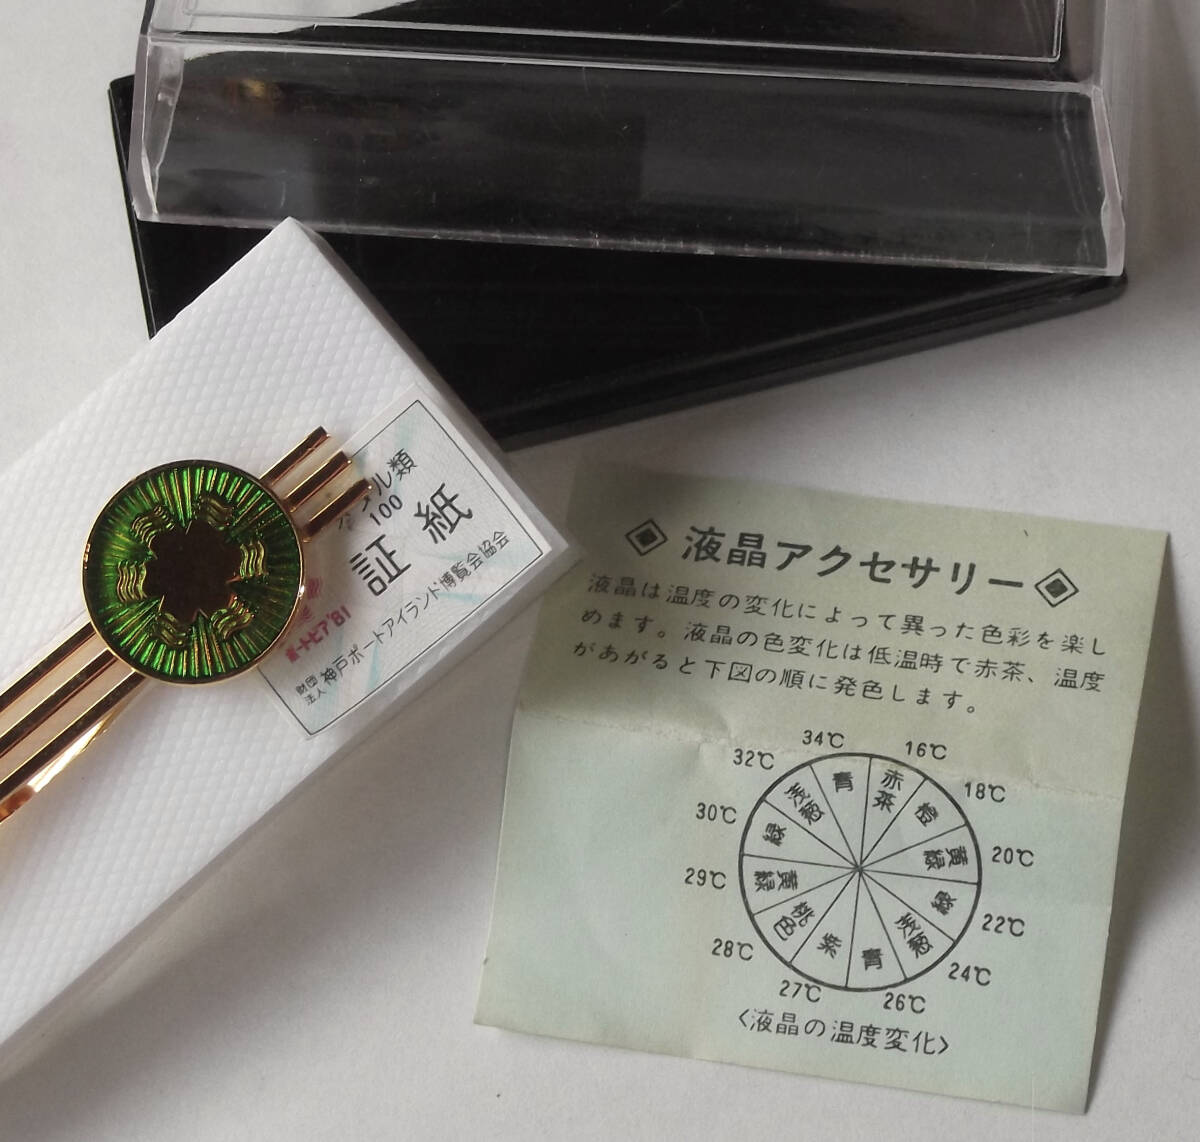 ル類
100
証紙
ポートピア'81
財団法人 神戸ポートアイランド博覧会協会
液晶アクセサリー
液晶は温度の変化によって異った色彩を楽し
めます。液晶の色変化は低温時で赤茶、温度
があがると下図の順に発色します。
34℃
16℃
18℃
20℃
22℃
24℃
26℃
27℃
28℃
29℃
30℃
32℃
赤茶
橙
黄緑
緑
浅葱
青
紫
桃色
黄緑
緑
浅葱
青
〈液晶の温度変化〉